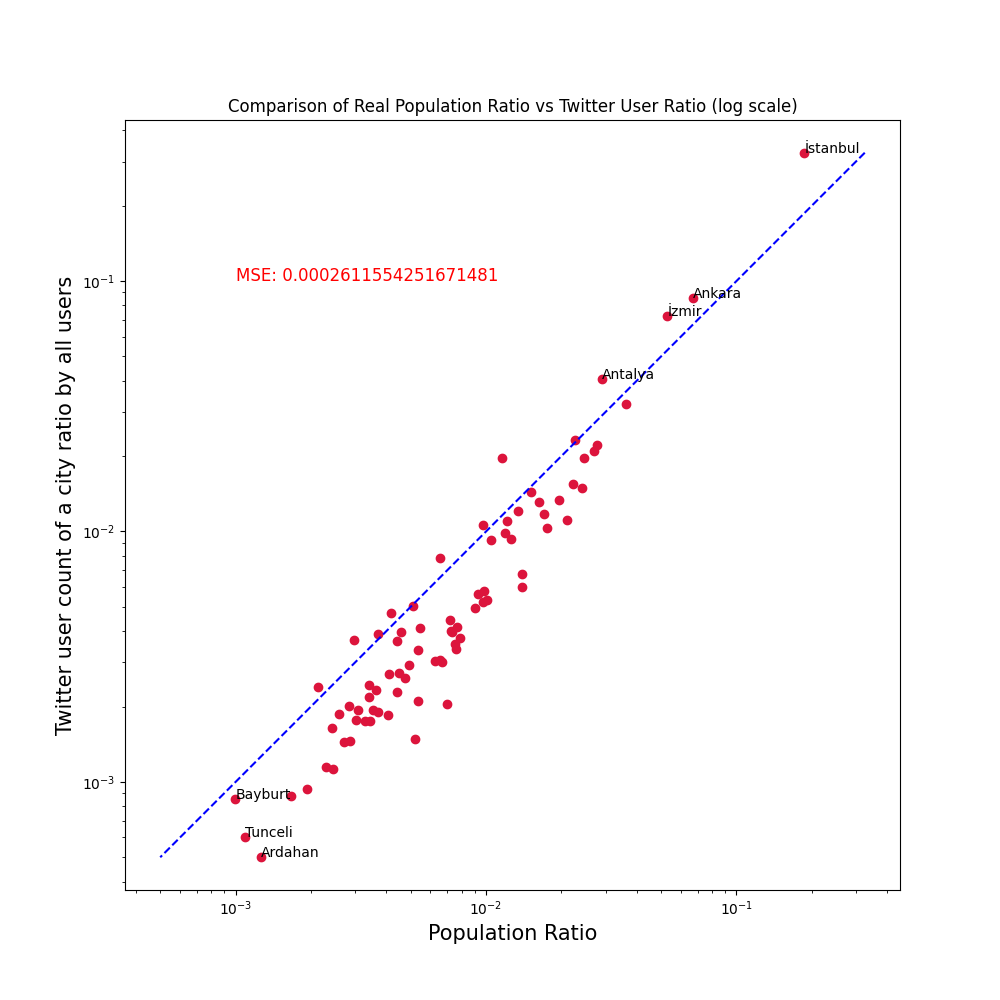 Comparison of Real Population Ratio vs Twitter User Ratio (log scale)
İstanbul
MSE: 0.0002611554251671481
Ankara
İzmir
Antalya
Bayburt
Tunceli
Ardahan
10⁻¹
10⁻²
10⁻³
Twitter user count of a city ratio by all users
10⁻³ 10⁻² 10⁻¹
Population Ratio